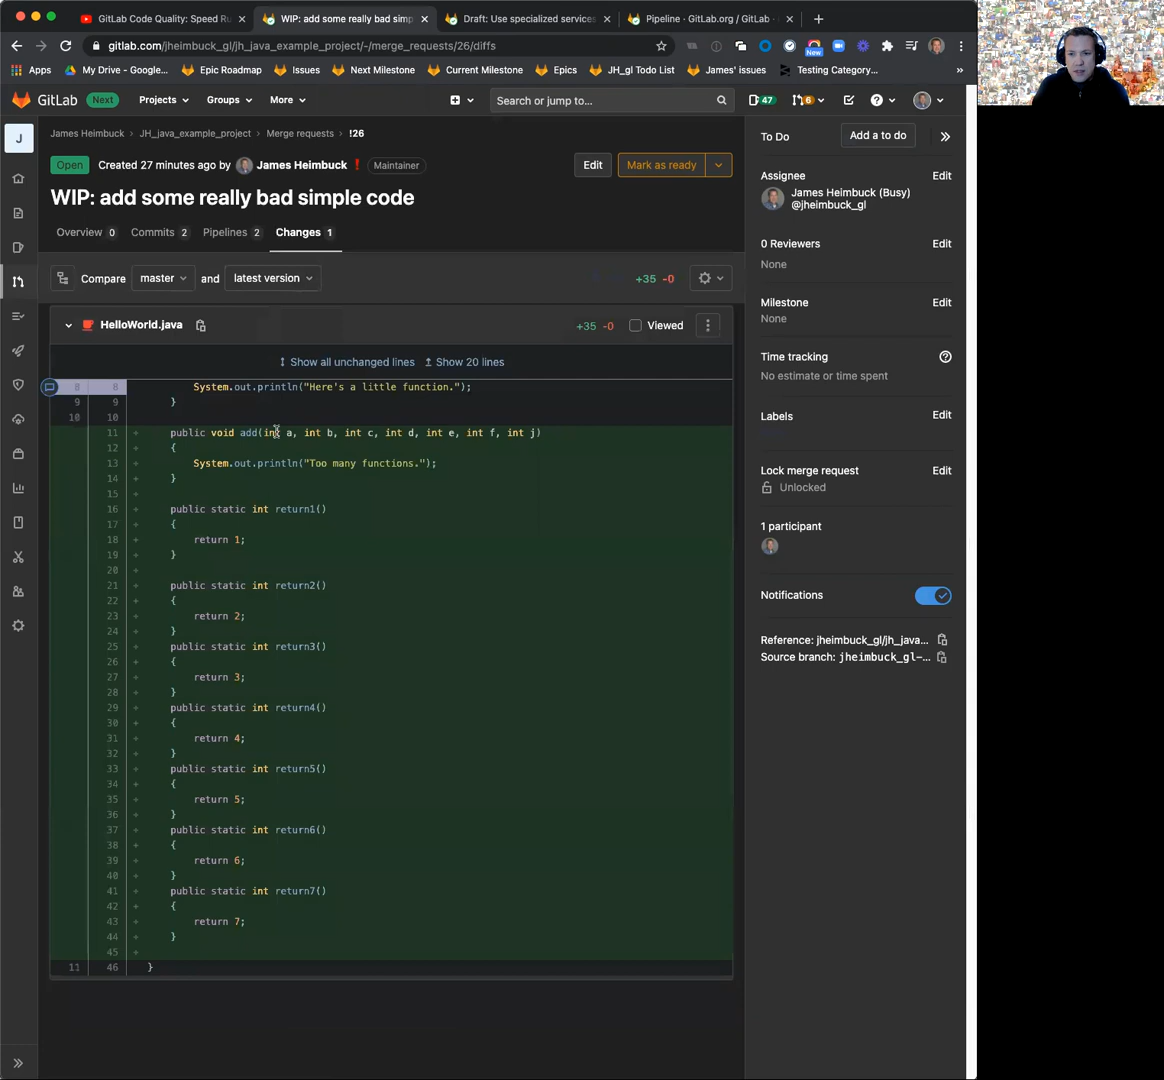 GitLab Code Quality: Speed Ru
WIP: add some really bad simp
Draft: Use specialized services
Pipeline · GitLab.org / GitLab ·
gitlab.com/jheimbuck_gl/jh_java_example_project/-/merge_requests/26/diffs
New
Apps
My Drive - Google...
Epic Roadmap
Issues
Next Milestone
Current Milestone
Epics
JH_gl Todo List
James' issues
Testing Category...
»
GitLab
Next
Projects
Groups
More
Search or jump to...
47
6
J
James Heimbuck › JH_java_example_project › Merge requests › !26
Open
Created 27 minutes ago by James Heimbuck
Maintainer
Edit
Mark as ready
WIP: add some really bad simple code
Overview 0
Commits 2
Pipelines 2
Changes 1
Compare master and latest version
+35 -0
HelloWorld.java
+35 -0
Viewed
Show all unchanged lines
Show 20 lines
8 8 System.out.println("Here's a little function.");
9 9 }
10 10
11 + public void add(int a, int b, int c, int d, int e, int f, int j)
12 + {
13 + System.out.println("Too many functions.");
14 + }
15 +
16 + public static int return1()
17 + {
18 + return 1;
19 + }
20 +
21 + public static int return2()
22 + {
23 + return 2;
24 + }
25 + public static int return3()
26 + {
27 + return 3;
28 + }
29 + public static int return4()
30 + {
31 + return 4;
32 + }
33 + public static int return5()
34 + {
35 + return 5;
36 + }
37 + public static int return6()
38 + {
39 + return 6;
40 + }
41 + public static int return7()
42 + {
43 + return 7;
44 + }
45 +
11 46 }
To Do
Add a to do
Assignee
Edit
James Heimbuck (Busy)
@jheimbuck_gl
0 Reviewers
Edit
None
Milestone
Edit
None
Time tracking
No estimate or time spent
Labels
Edit
Lock merge request
Edit
Unlocked
1 participant
Notifications
Reference: jheimbuck_gl/jh_java...
Source branch: jheimbuck_gl-...